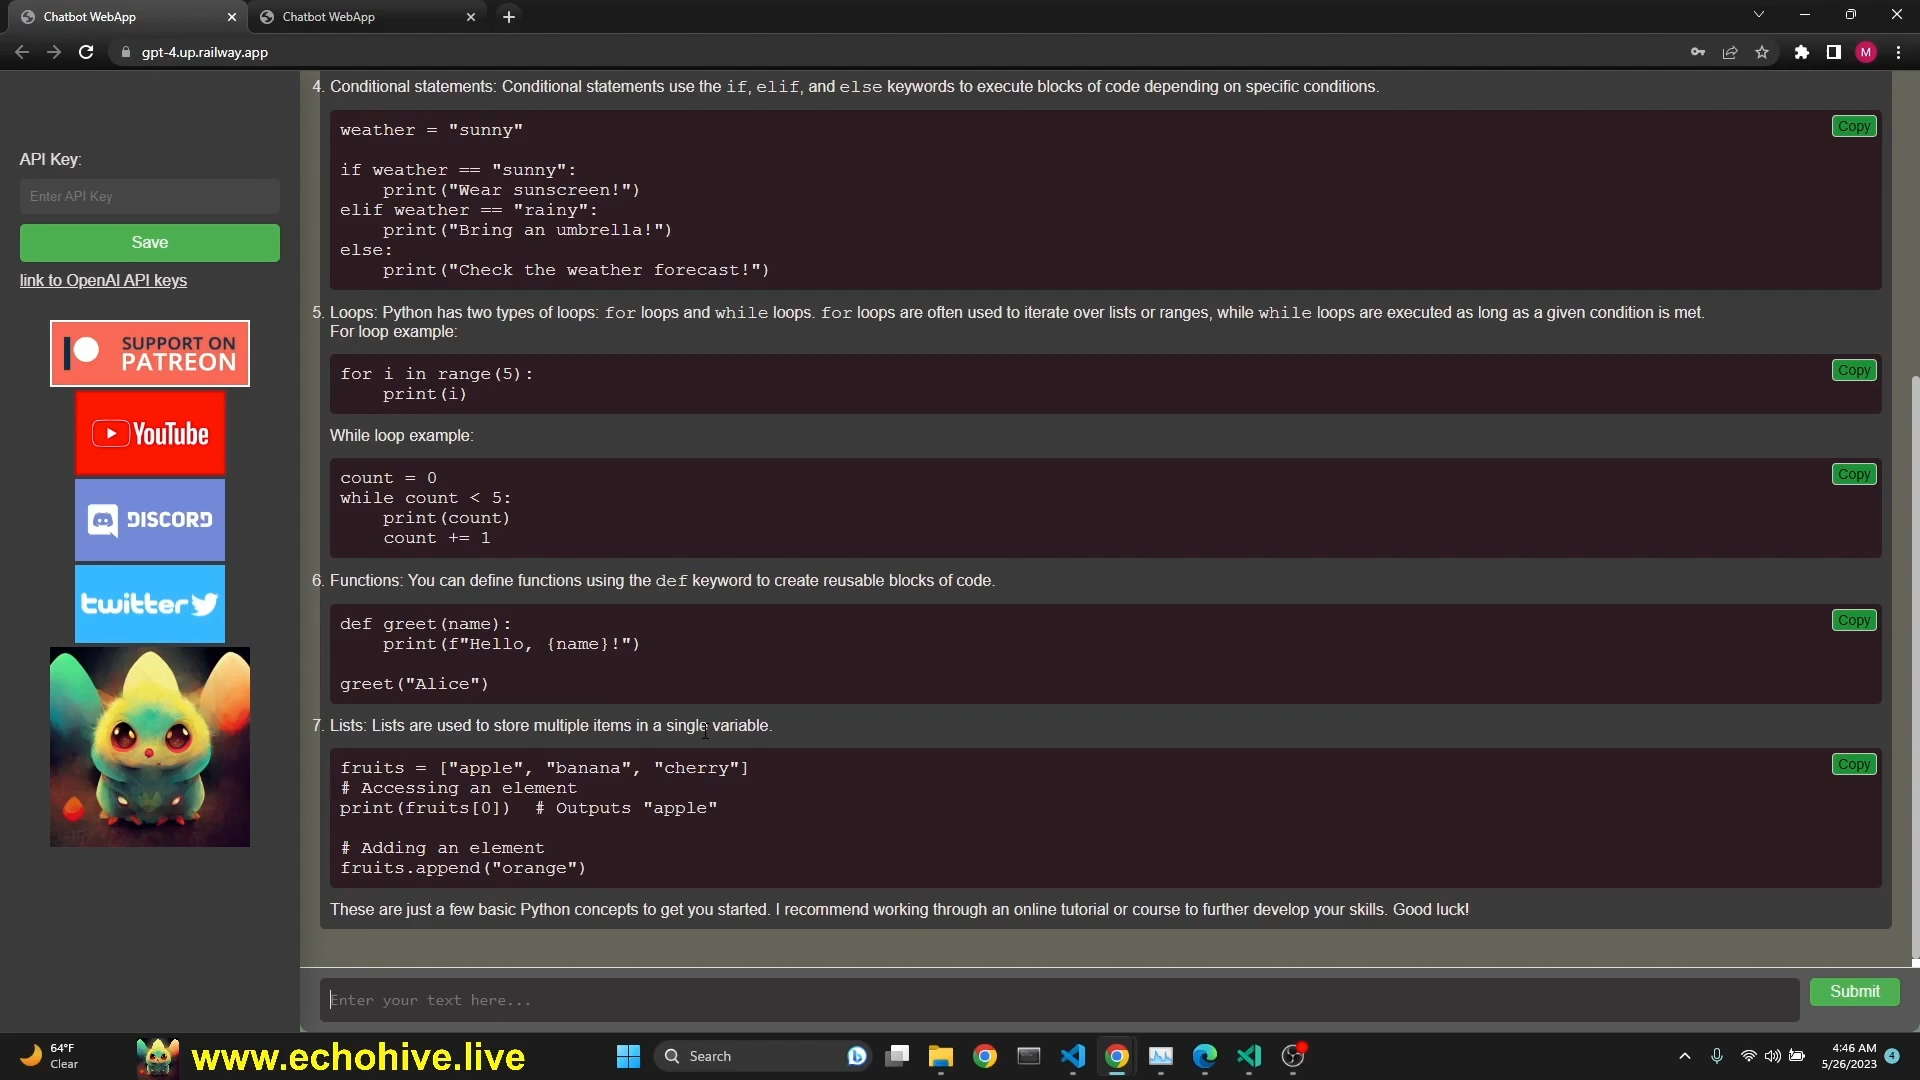 Chatbot WebApp
Chatbot WebApp
gpt-4.up.railway.app
M
API Key:
Enter API Key
Save
link to OpenAI API keys
SUPPORT ON
PATREON
YouTube
DISCORD
twitter
4. Conditional statements: Conditional statements use the if, elif, and else keywords to execute blocks of code depending on specific conditions.
Copy
weather = "sunny"
if weather == "sunny":
    print("Wear sunscreen!")
elif weather == "rainy":
    print("Bring an umbrella!")
else:
    print("Check the weather forecast!")
5. Loops: Python has two types of loops: for loops and while loops. for loops are often used to iterate over lists or ranges, while while loops are executed as long as a given condition is met.
For loop example:
Copy
for i in range(5):
    print(i)
While loop example:
Copy
count = 0
while count < 5:
    print(count)
    count += 1
6. Functions: You can define functions using the def keyword to create reusable blocks of code.
Copy
def greet(name):
    print(f"Hello, {name}!")
greet("Alice")
7. Lists: Lists are used to store multiple items in a single variable.
Copy
fruits = ["apple", "banana", "cherry"]
# Accessing an element
print(fruits[0])  # Outputs "apple"
# Adding an element
fruits.append("orange")
These are just a few basic Python concepts to get you started. I recommend working through an online tutorial or course to further develop your skills. Good luck!
Enter your text here...
Submit
64°F
Clear
www.echohive.live
Search
4:46 AM
5/26/2023
4